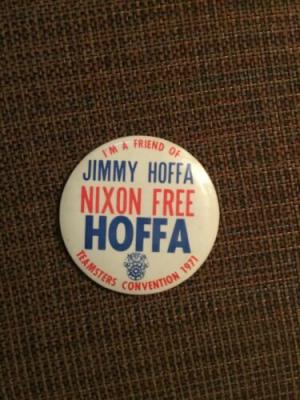 I'M A FRIEND OF
JIMMY HOFFA
NIXON FREE
HOFFA
TEAMSTERS CONVENTION 1971